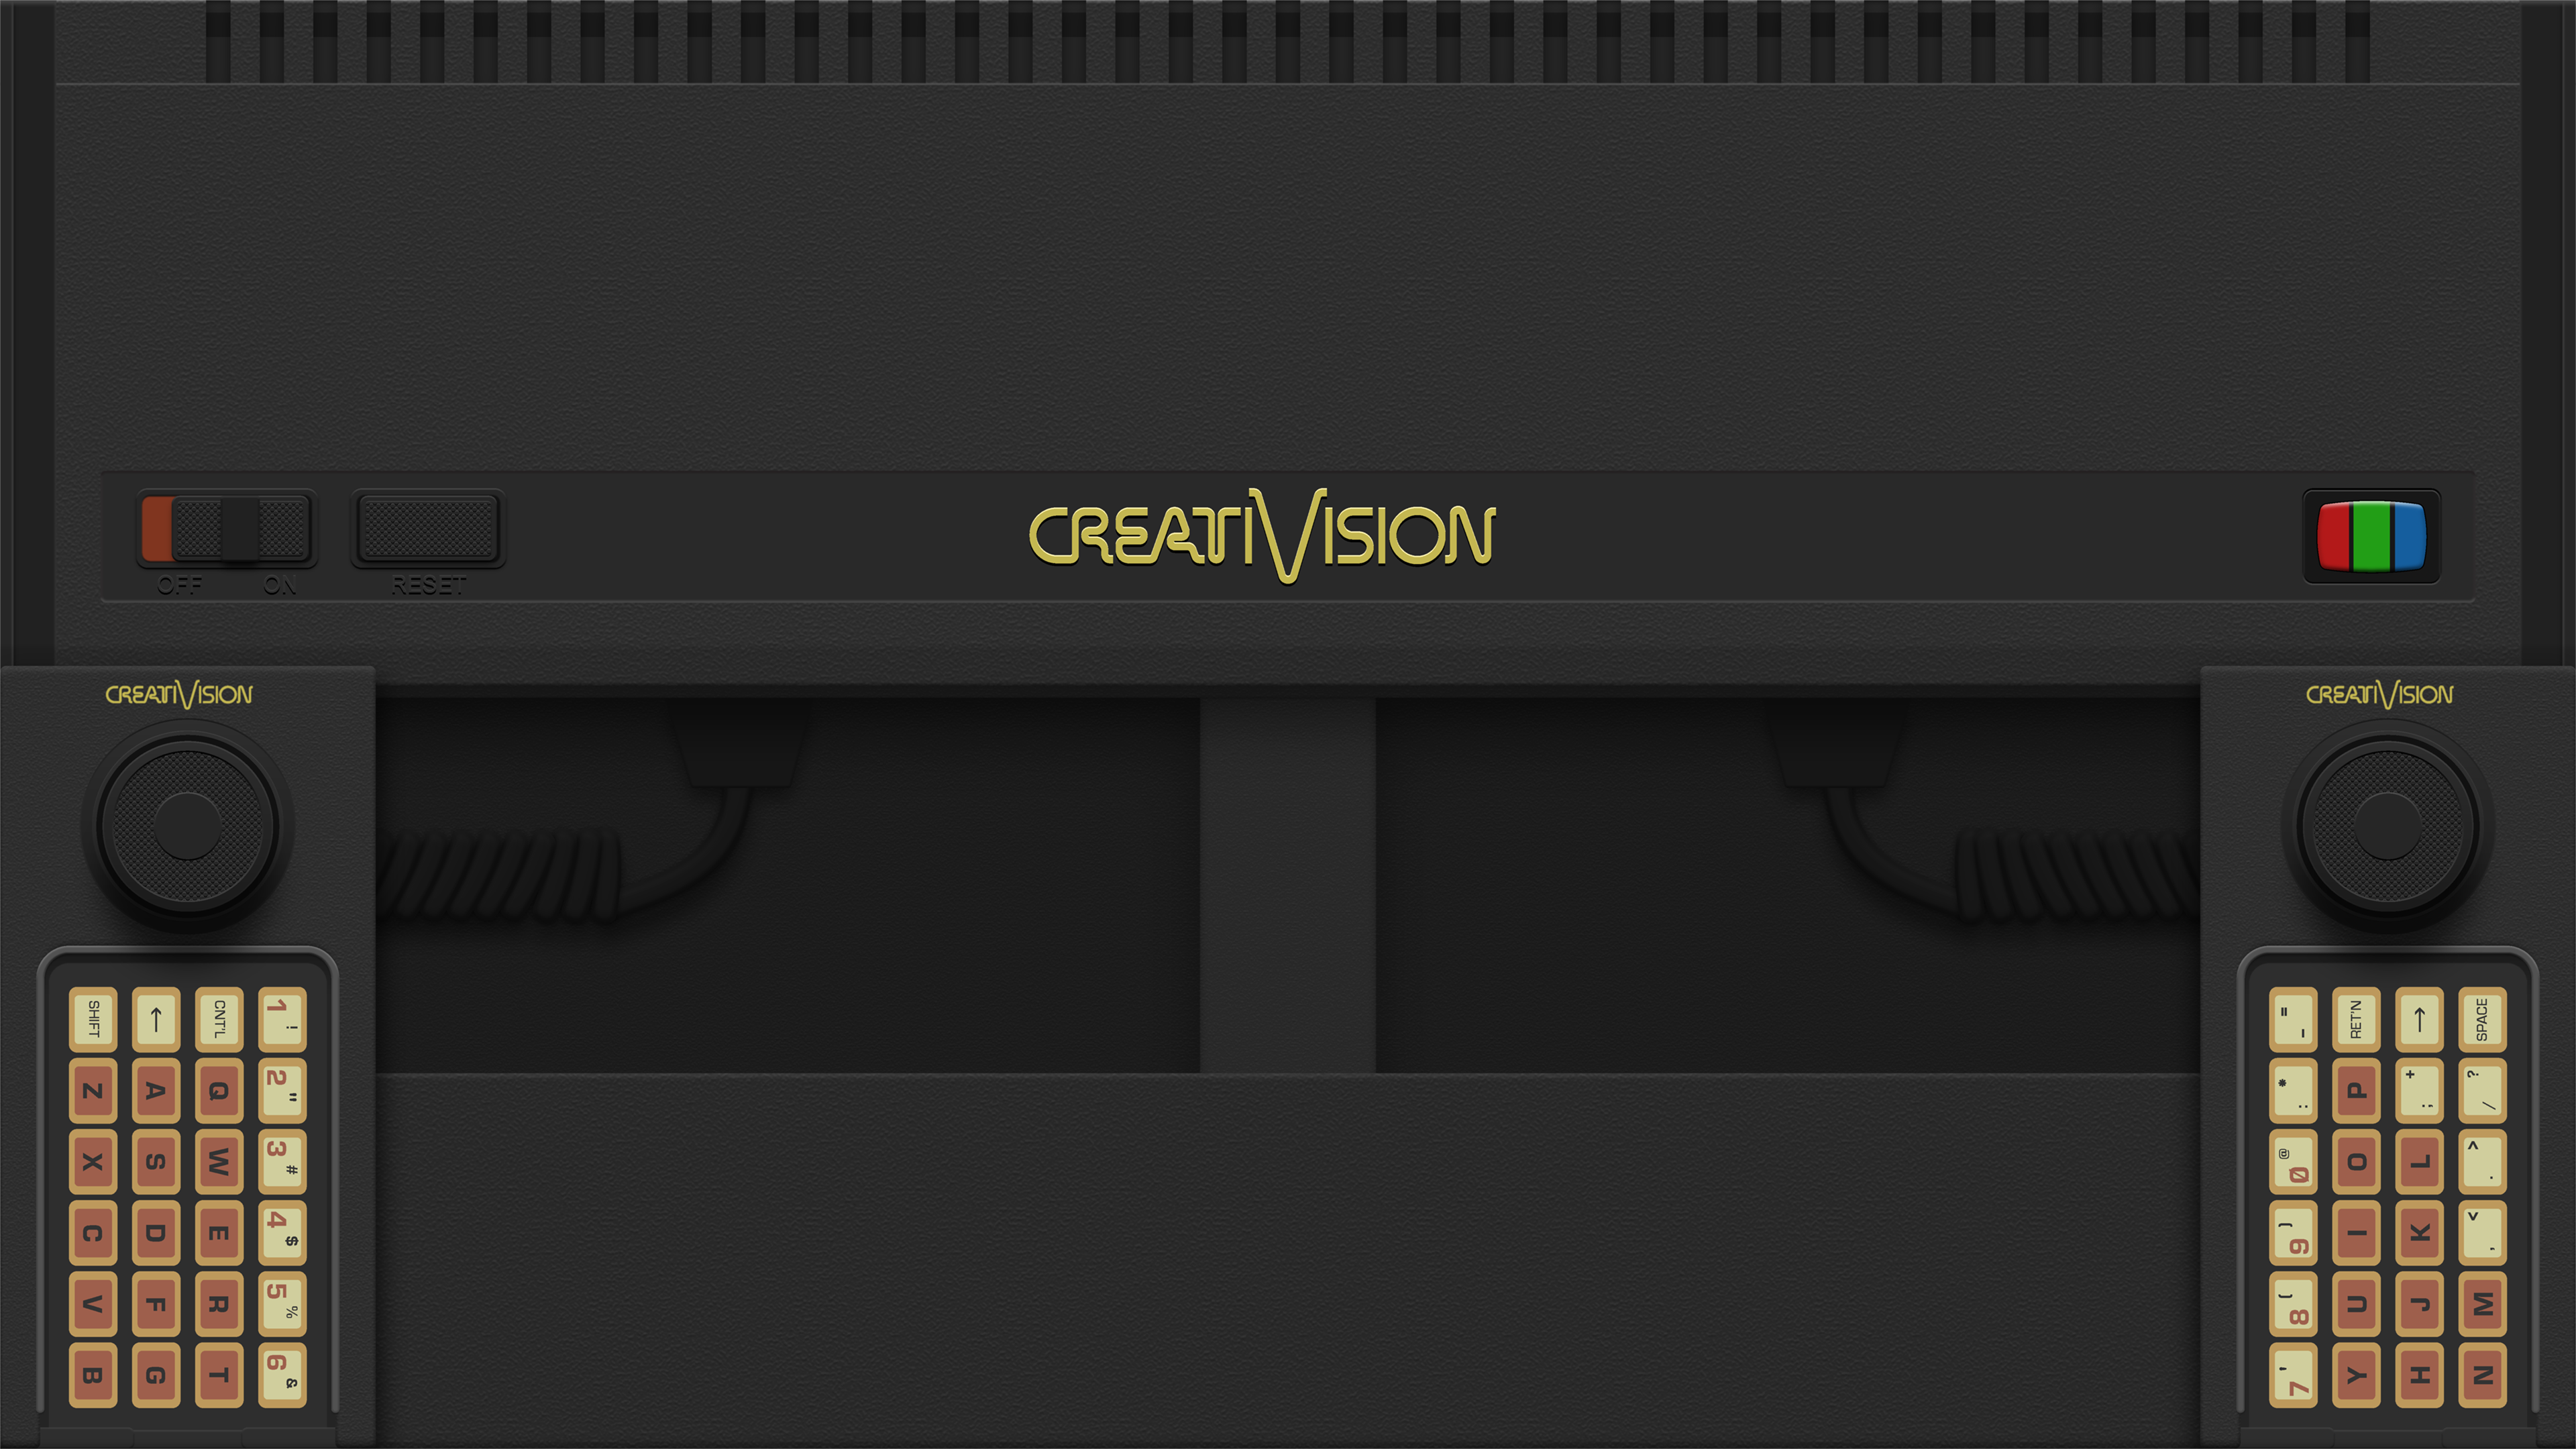 OFF ON RESET
CREATIVISION
CREATIVISION
SHIFT ← CNT'L 1 !
Z A Q 2 "
X S W 3 #
C D E 4 $
V F R 5 %
B G T 6 &
CREATIVISION
= - RET'N → SPACE
* : P + ; ? /
@ 0 O L > .
) 9 I K < ,
( 8 U J M
' 7 Y H N